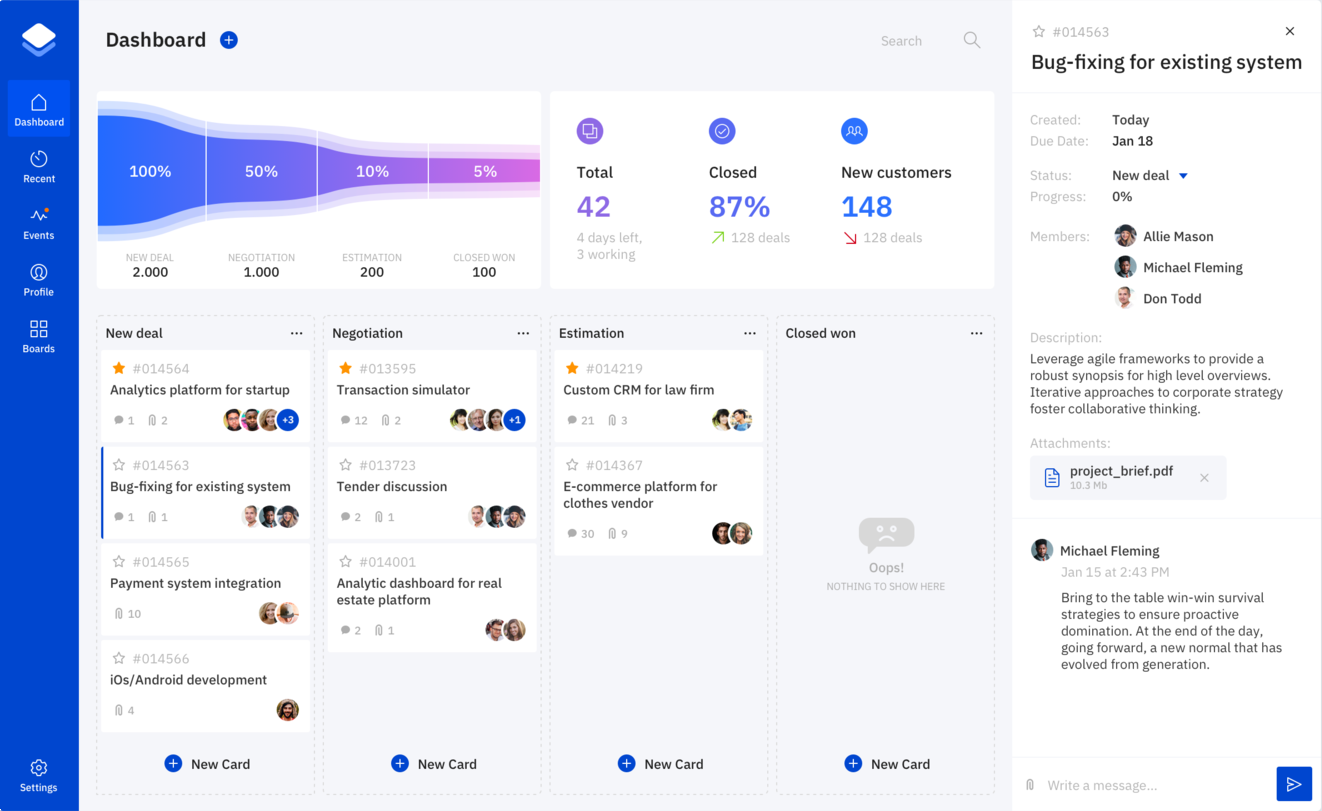 Dashboard
Search
Dashboard
Recent
Events
Profile
Boards
Settings
100%
50%
10%
5%
NEW DEAL
2.000
NEGOTIATION
1.000
ESTIMATION
200
CLOSED WON
100
Total
42
4 days left,
3 working
Closed
87%
128 deals
New customers
148
128 deals
New deal
#014564
Analytics platform for startup
1 2 +3
#014563
Bug-fixing for existing system
1 1
#014565
Payment system integration
10
#014566
iOs/Android development
4
New Card
Negotiation
#013595
Transaction simulator
12 2 +1
#013723
Tender discussion
2 1
#014001
Analytic dashboard for real
estate platform
2 1
New Card
Estimation
#014219
Custom CRM for law firm
21 3
#014367
E-commerce platform for
clothes vendor
30 9
New Card
Closed won
Oops!
NOTHING TO SHOW HERE
New Card
#014563
Bug-fixing for existing system
Created: Today
Due Date: Jan 18
Status: New deal
Progress: 0%
Members: Allie Mason
Michael Fleming
Don Todd
Description:
Leverage agile frameworks to provide a
robust synopsis for high level overviews.
Iterative approaches to corporate strategy
foster collaborative thinking.
Attachments:
project_brief.pdf
10.3 Mb
Michael Fleming
Jan 15 at 2:43 PM
Bring to the table win-win survival
strategies to ensure proactive
domination. At the end of the day,
going forward, a new normal that has
evolved from generation.
Write a message...